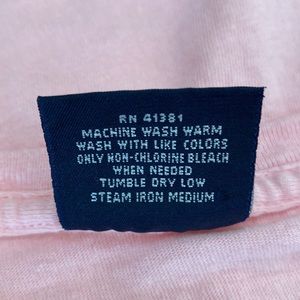 RN 41381
MACHINE WASH WARM
WASH WITH LIKE COLORS
ONLY NON-CHLORINE BLEACH
WHEN NEEDED
TUMBLE DRY LOW
STEAM IRON MEDIUM